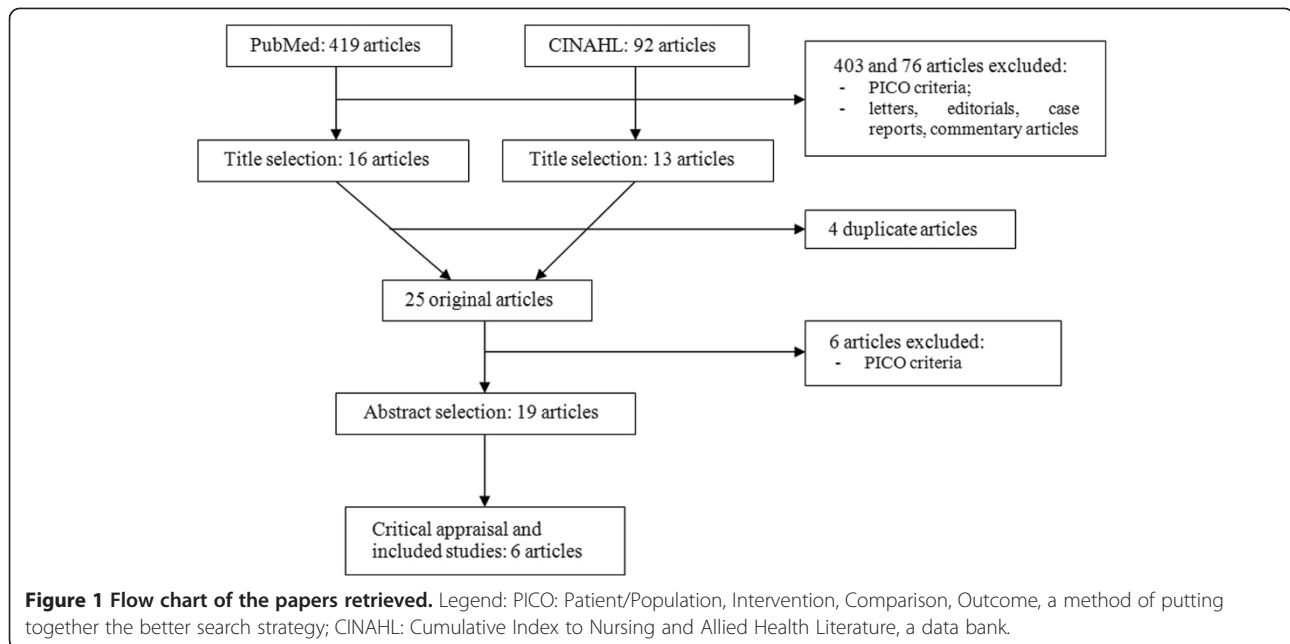 PubMed: 419 articles
CINAHL: 92 articles
403 and 76 articles excluded:
- PICO criteria;
- letters, editorials, case
reports, commentary articles
Title selection: 16 articles
Title selection: 13 articles
4 duplicate articles
25 original articles
6 articles excluded:
- PICO criteria
Abstract selection: 19 articles
Critical appraisal and
included studies: 6 articles
Figure 1 Flow chart of the papers retrieved. Legend: PICO: Patient/Population, Intervention, Comparison, Outcome, a method of putting
together the better search strategy; CINAHL: Cumulative Index to Nursing and Allied Health Literature, a data bank.